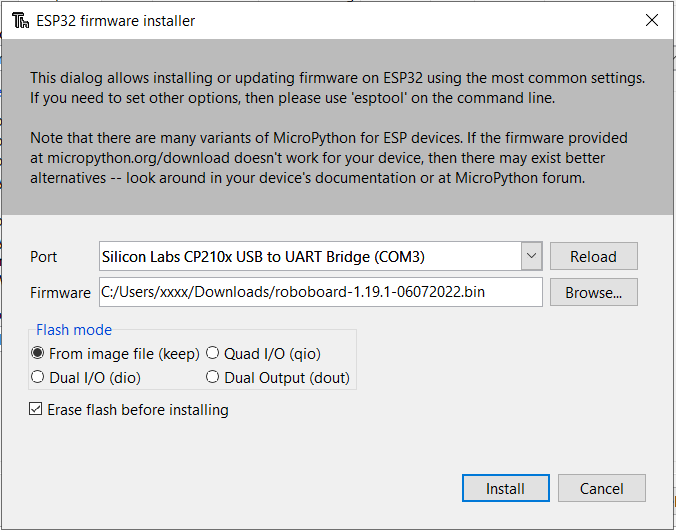 ESP32 firmware installer
This dialog allows installing or updating firmware on ESP32 using the most common settings.
If you need to set other options, then please use 'esptool' on the command line.
Note that there are many variants of MicroPython for ESP devices. If the firmware provided
at micropython.org/download doesn't work for your device, then there may exist better
alternatives -- look around in your device's documentation or at MicroPython forum.
Port Silicon Labs CP210x USB to UART Bridge (COM3) Reload
Firmware C:/Users/xxxx/Downloads/roboboard-1.19.1-06072022.bin Browse...
Flash mode
From image file (keep) Quad I/O (qio)
Dual I/O (dio) Dual Output (dout)
Erase flash before installing
Install Cancel